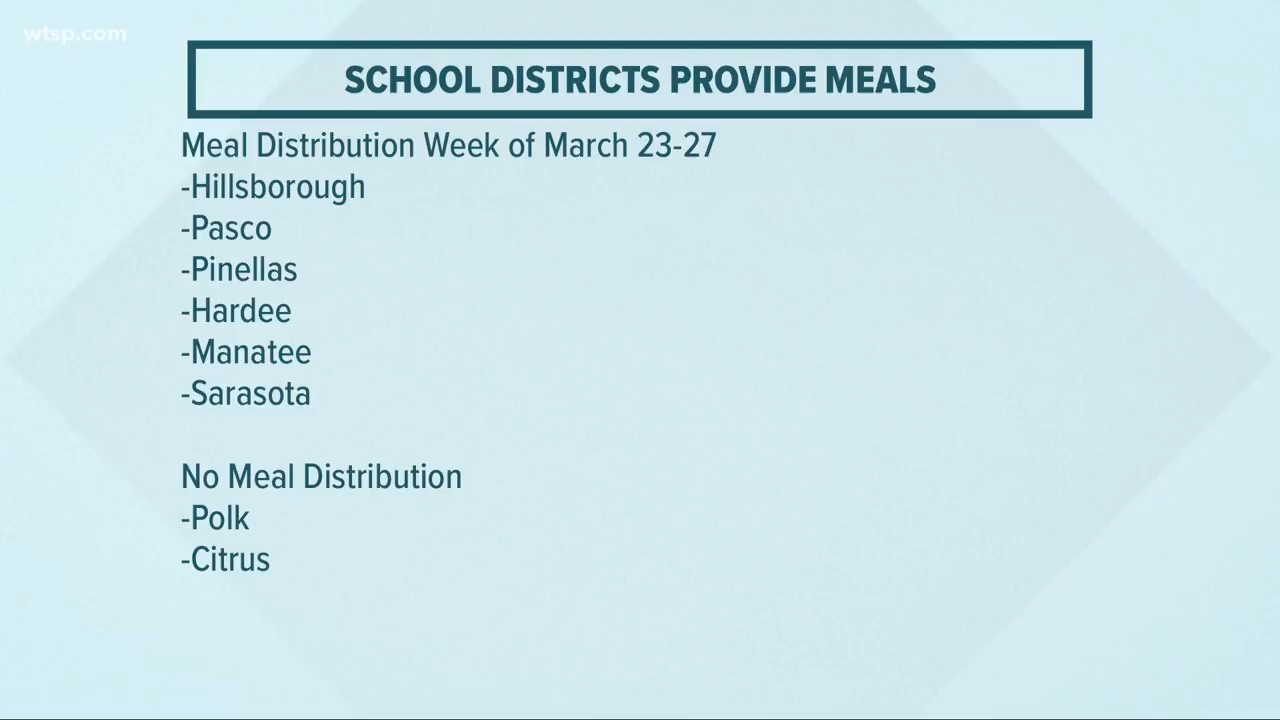 wtsp.com
SCHOOL DISTRICTS PROVIDE MEALS
Meal Distribution Week of March 23-27
-Hillsborough
-Pasco
-Pinellas
-Hardee
-Manatee
-Sarasota
No Meal Distribution
-Polk
-Citrus